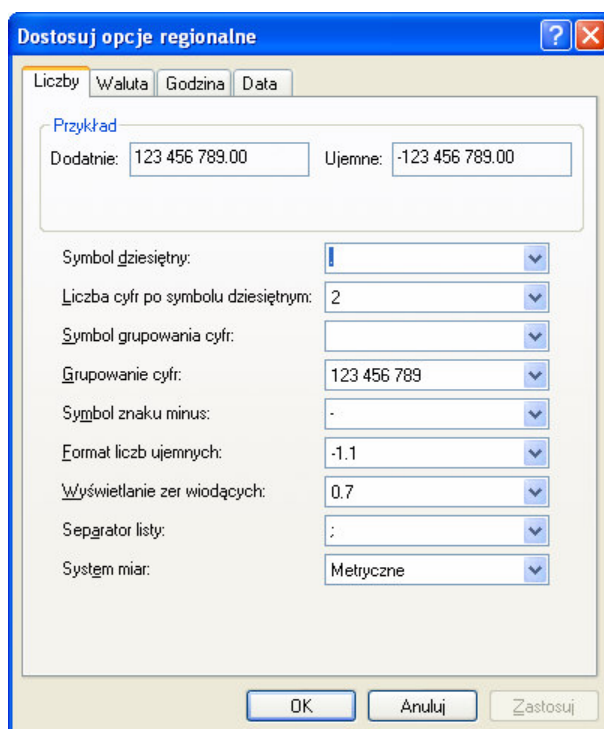 Dostosuj opcje regionalne
Liczby Waluta Godzina Data
Przykład
Dodatnie: 123 456 789.00 Ujemne: -123 456 789.00
Symbol dziesiętny: .
Liczba cyfr po symbolu dziesiętnym: 2
Symbol grupowania cyfr:
Grupowanie cyfr: 123 456 789
Symbol znaku minus: -
Format liczb ujemnych: -1.1
Wyświetlanie zer wiodących: 0.7
Separator listy: ;
System miar: Metryczne
OK Anuluj Zastosuj